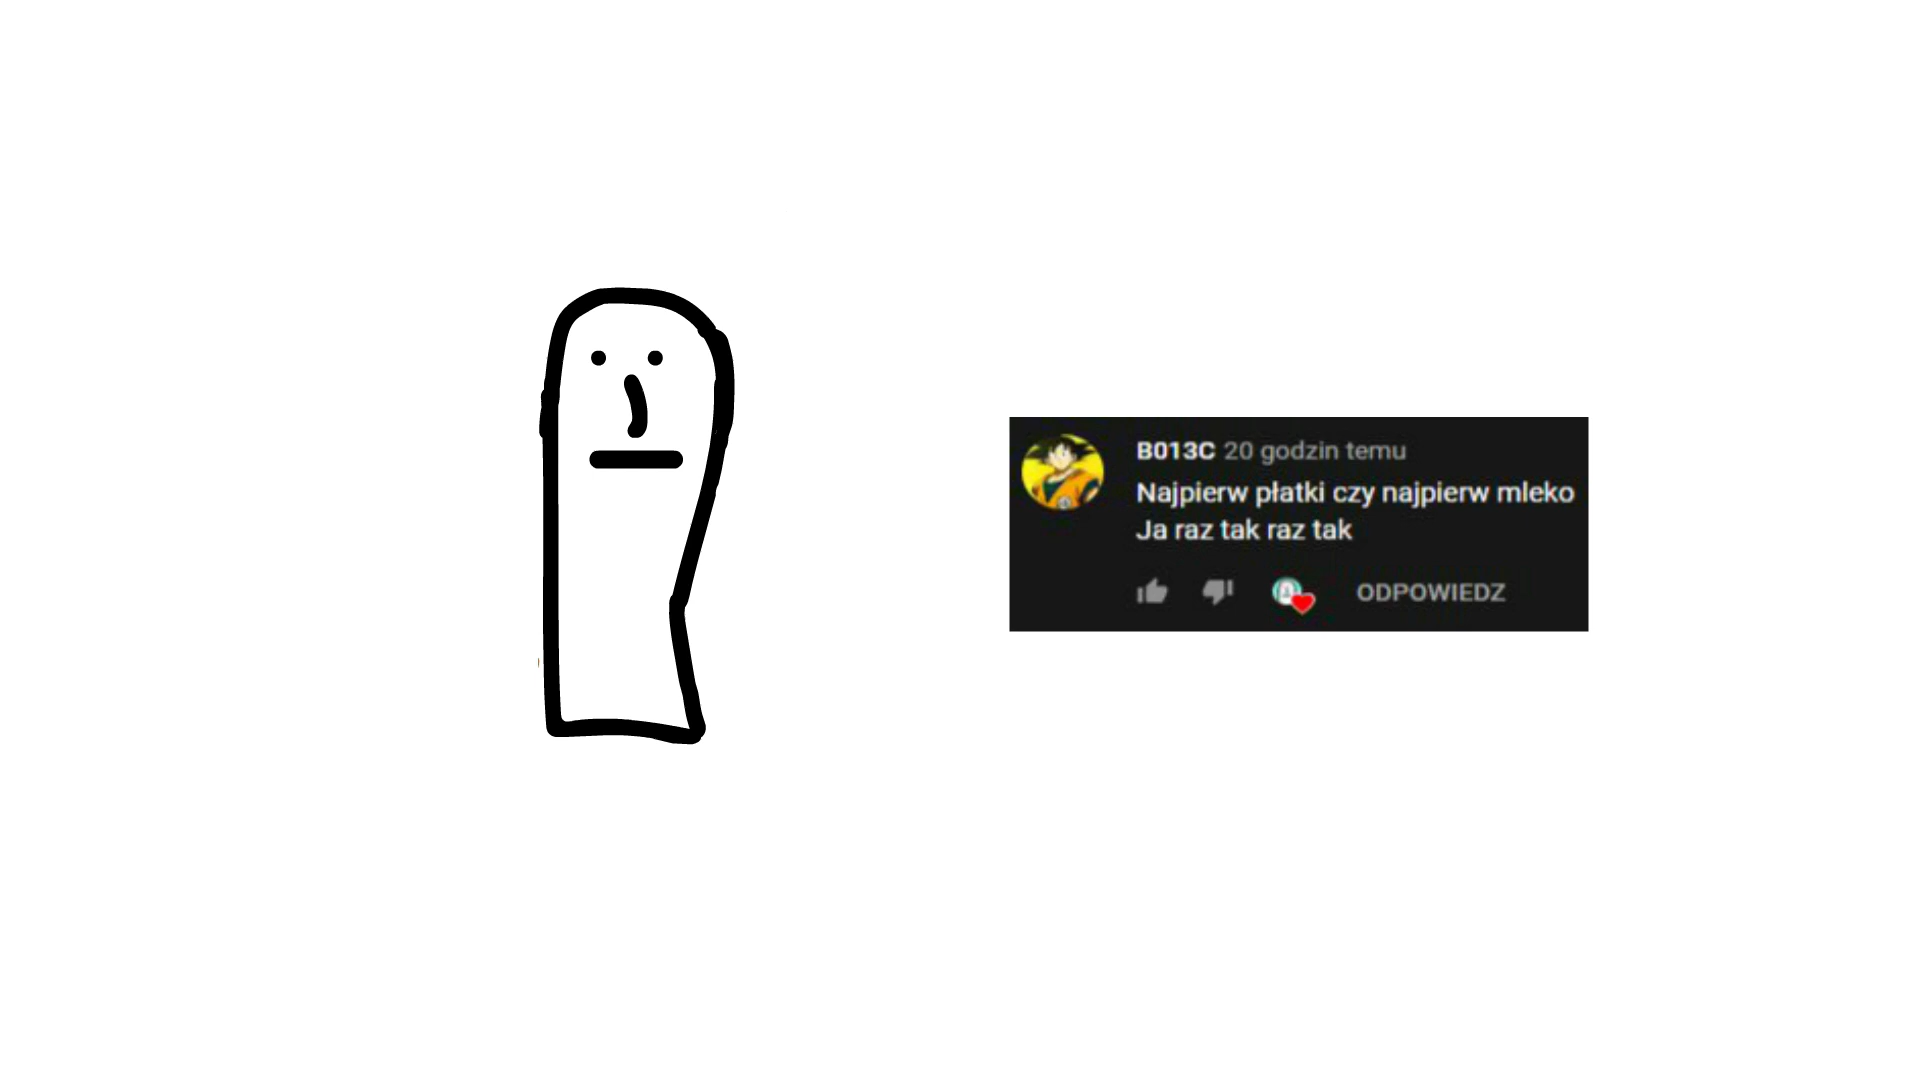 B013C 20 godzin temu
Najpierw płatki czy najpierw mleko
Ja raz tak raz tak
ODPOWIEDZ